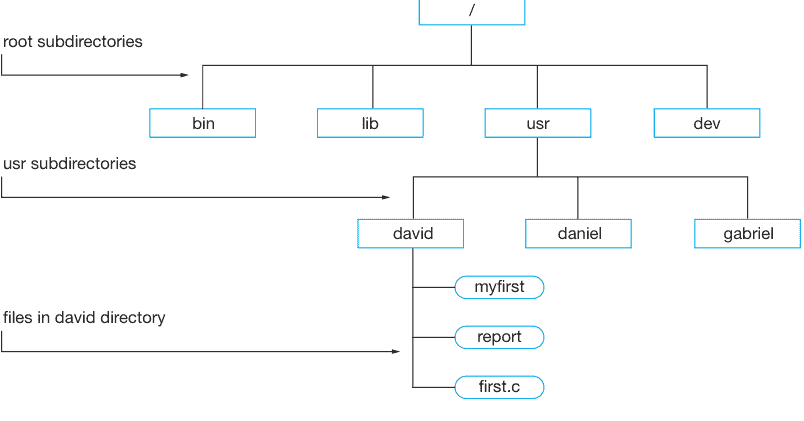 /
root subdirectories
bin
lib
usr
dev
usr subdirectories
david
daniel
gabriel
myfirst
files in david directory
report
first.c